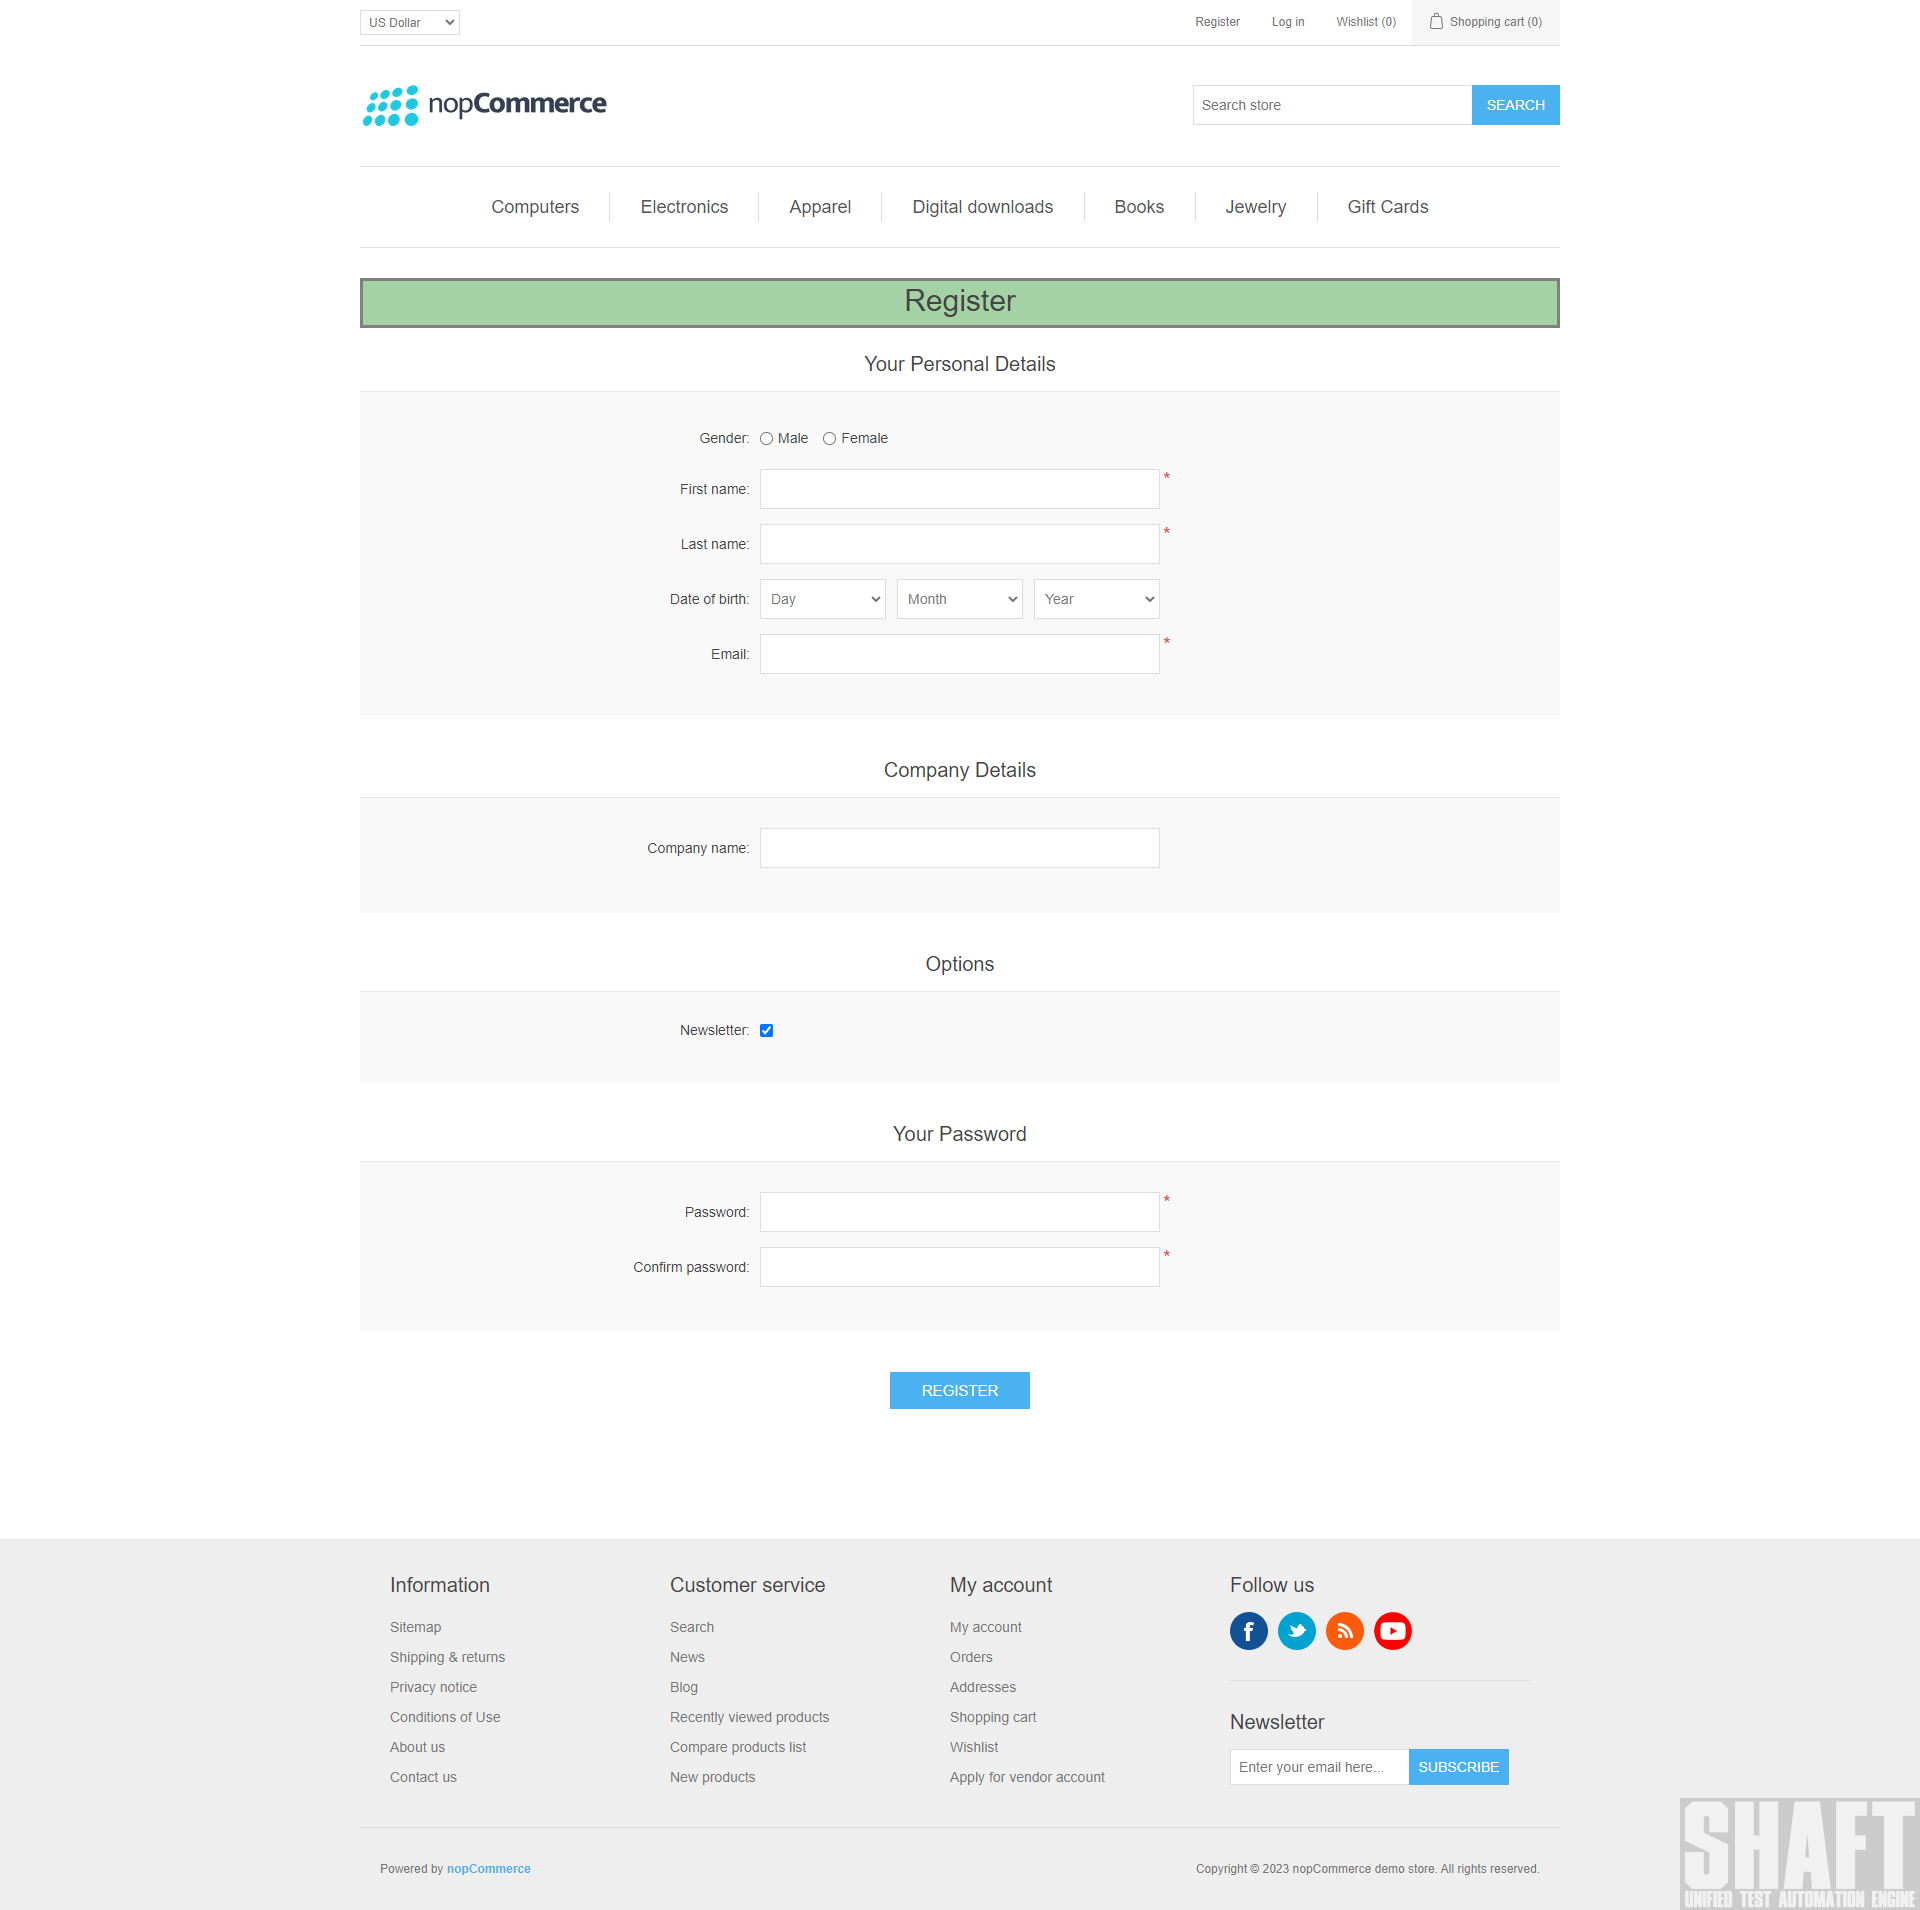 US Dollar
Register
Log in
Wishlist (0)
Shopping cart (0)
nopCommerce
Search store
SEARCH
Computers
Electronics
Apparel
Digital downloads
Books
Jewelry
Gift Cards
Register
Your Personal Details
Gender: Male Female
First name: *
Last name: *
Date of birth: Day Month Year
Email: *
Company Details
Company name:
Options
Newsletter:
Your Password
Password: *
Confirm password: *
REGISTER
Information
Sitemap
Shipping & returns
Privacy notice
Conditions of Use
About us
Contact us
Customer service
Search
News
Blog
Recently viewed products
Compare products list
New products
My account
My account
Orders
Addresses
Shopping cart
Wishlist
Apply for vendor account
Follow us
Newsletter
Enter your email here...
SUBSCRIBE
Powered by nopCommerce
Copyright © 2023 nopCommerce demo store. All rights reserved.
SHAFT
UNIFIED TEST AUTOMATION ENGINE